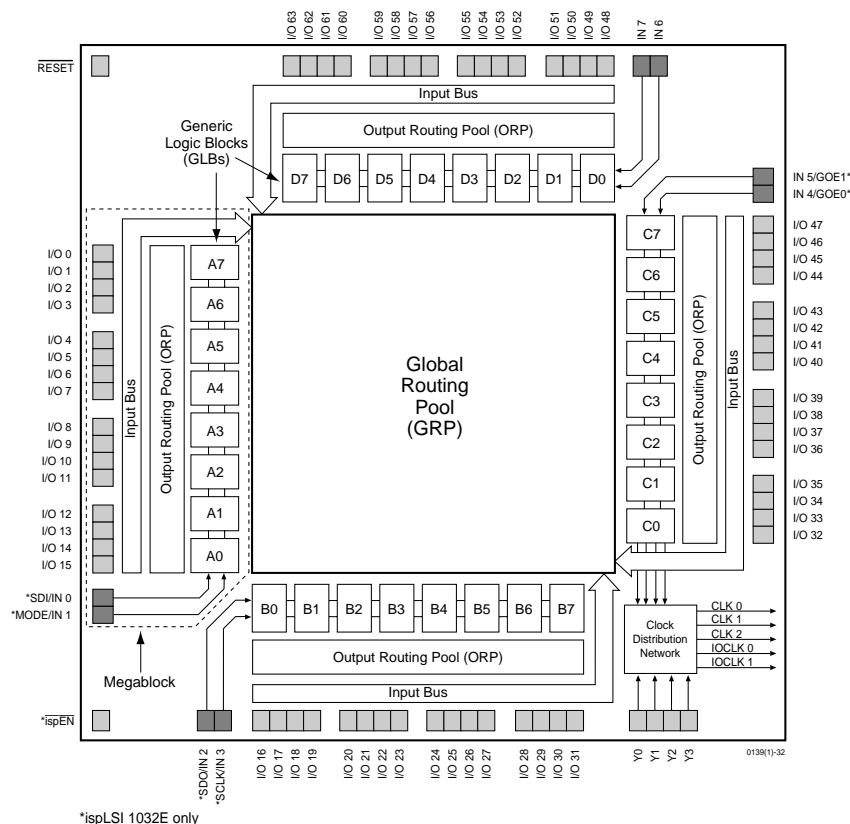 I/O 63
I/O 62
I/O 61
I/O 60
I/O 59
I/O 58
I/O 57
I/O 56
I/O 55
I/O 54
I/O 53
I/O 52
I/O 51
I/O 50
I/O 49
I/O 48
IN 7
IN 6
RESET
Input Bus
Output Routing Pool (ORP)
Generic
Logic Blocks
(GLBs)
D7
D6
D5
D4
D3
D2
D1
D0
IN 5/GOE1*
IN 4/GOE0*
I/O 0
I/O 1
I/O 2
I/O 3
I/O 4
I/O 5
I/O 6
I/O 7
I/O 8
I/O 9
I/O 10
I/O 11
I/O 12
I/O 13
I/O 14
I/O 15
*SDI/IN 0
*MODE/IN 1
Input Bus
Output Routing Pool (ORP)
A7
A6
A5
A4
A3
A2
A1
A0
Global
Routing
Pool
(GRP)
C7
C6
C5
C4
C3
C2
C1
C0
Output Routing Pool (ORP)
Input Bus
I/O 47
I/O 46
I/O 45
I/O 44
I/O 43
I/O 42
I/O 41
I/O 40
I/O 39
I/O 38
I/O 37
I/O 36
I/O 35
I/O 34
I/O 33
I/O 32
B0
B1
B2
B3
B4
B5
B6
B7
Output Routing Pool (ORP)
Input Bus
Clock
Distribution
Network
CLK 0
CLK 1
CLK 2
IOCLK 0
IOCLK 1
Megablock
*ispEN
*SDO/IN 2
*SCLK/IN 3
I/O 16
I/O 17
I/O 18
I/O 19
I/O 20
I/O 21
I/O 22
I/O 23
I/O 24
I/O 25
I/O 26
I/O 27
I/O 28
I/O 29
I/O 30
I/O 31
Y0
Y1
Y2
Y3
0139(1)-32
*ispLSI 1032E only